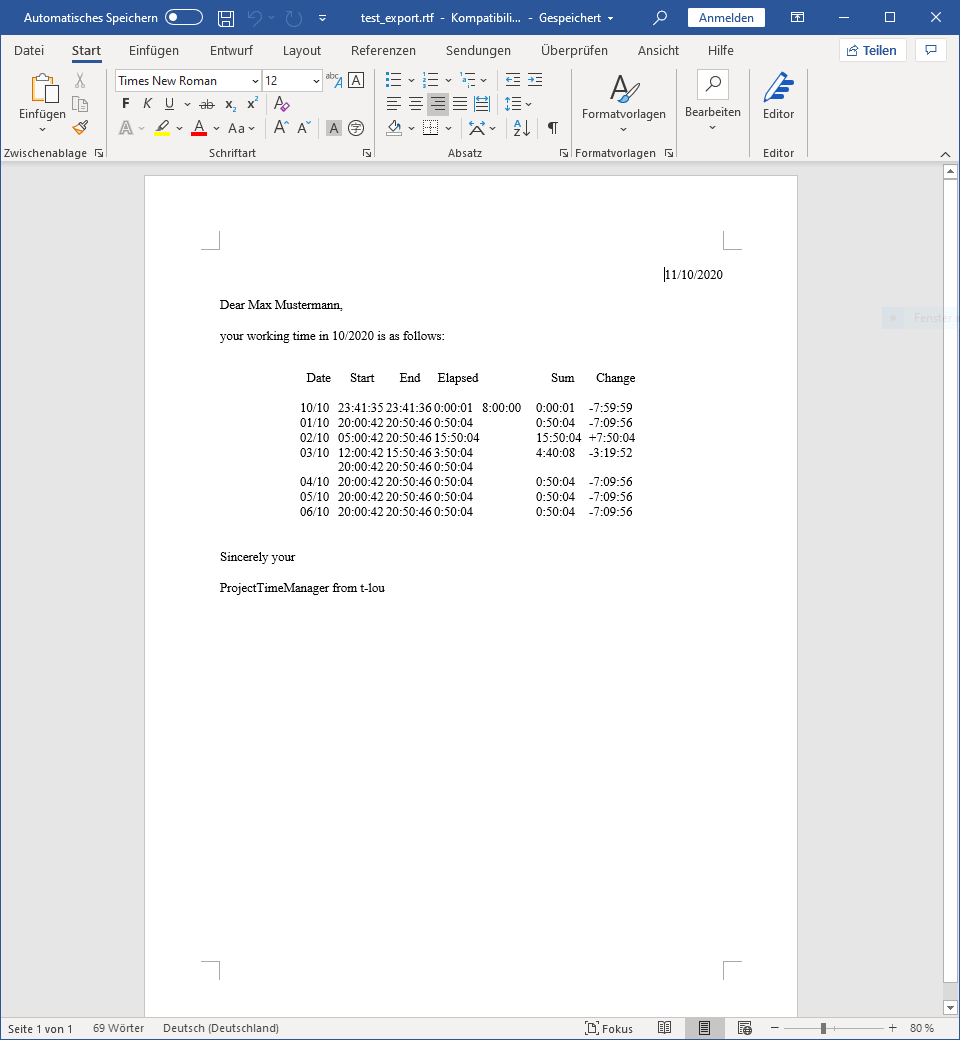 Automatisches Speichern test_export.rtf - Kompatibili... - Gespeichert Anmelden
Datei Start Einfügen Entwurf Layout Referenzen Sendungen Überprüfen Ansicht Hilfe Teilen
Times New Roman 12
Einfügen F K U ab x₂ x² A Formatvorlagen Bearbeiten Editor
A A Aa A A A
Zwischenablage Schriftart Absatz Formatvorlagen Editor
11/10/2020
Dear Max Mustermann,
Fenster
your working time in 10/2020 is as follows:
Date Start End Elapsed Sum Change
10/10 23:41:35 23:41:36 0:00:01 8:00:00 0:00:01 -7:59:59
01/10 20:00:42 20:50:46 0:50:04 0:50:04 -7:09:56
02/10 05:00:42 20:50:46 15:50:04 15:50:04 +7:50:04
03/10 12:00:42 15:50:46 3:50:04 4:40:08 -3:19:52
20:00:42 20:50:46 0:50:04
04/10 20:00:42 20:50:46 0:50:04 0:50:04 -7:09:56
05/10 20:00:42 20:50:46 0:50:04 0:50:04 -7:09:56
06/10 20:00:42 20:50:46 0:50:04 0:50:04 -7:09:56
Sincerely your
ProjectTimeManager from t-lou
Seite 1 von 1 69 Wörter Deutsch (Deutschland) Fokus 80 %